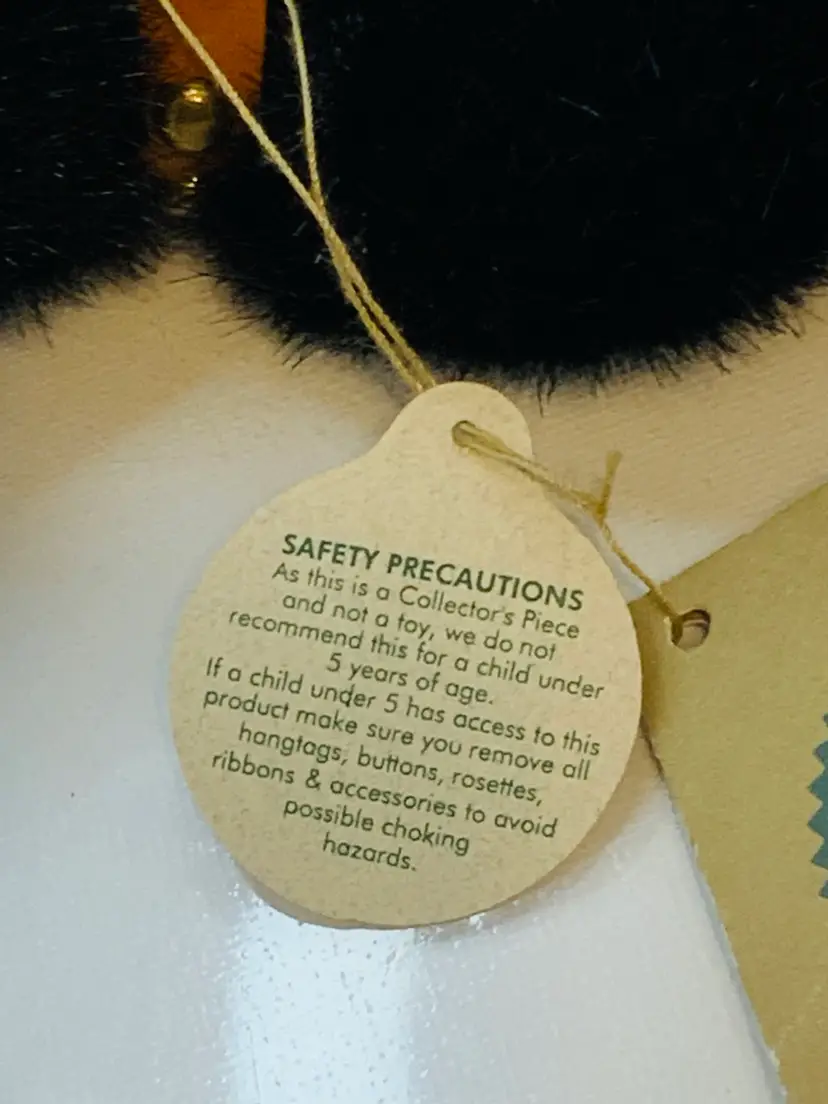 SAFETY PRECAUTIONS
As this is a Collector's Piece
and not a toy, we do not
recommend this for a child under
5 years of age.
If a child under 5 has access to this
product make sure you remove all
hangtags, buttons, rosettes,
ribbons & accessories to avoid
possible choking
hazards.